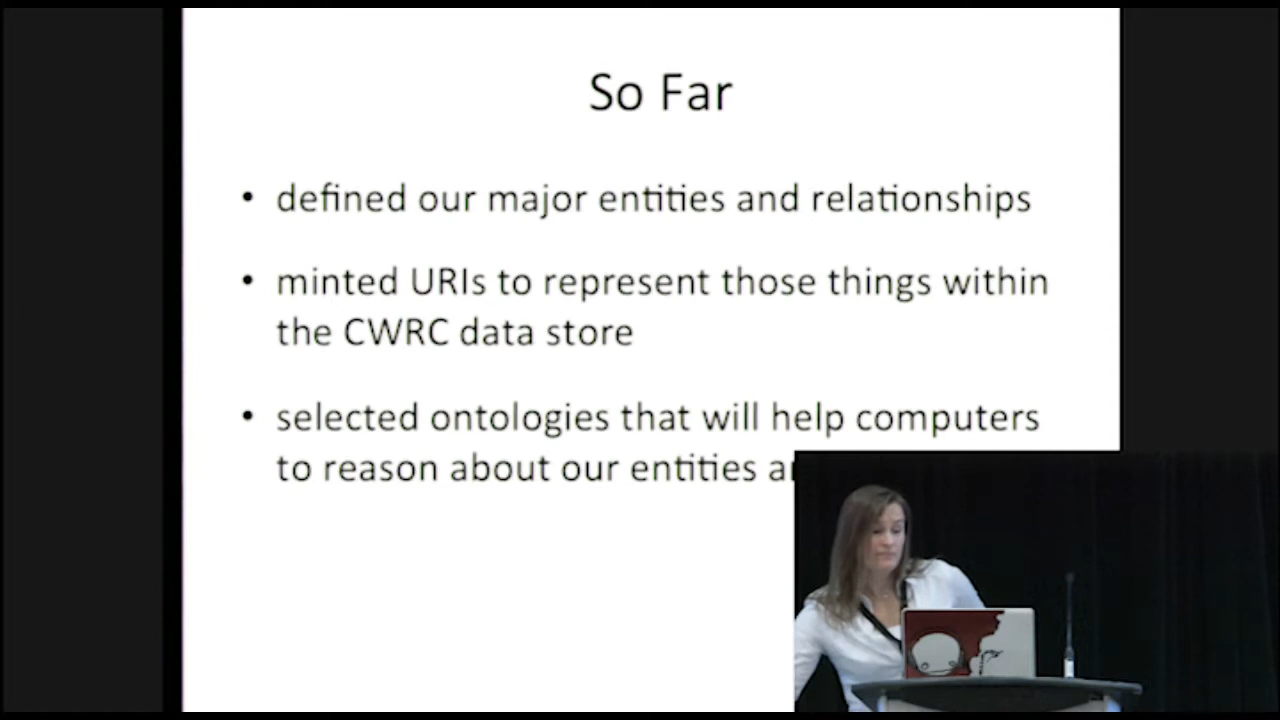 So Far
• defined our major entities and relationships
• minted URIs to represent those things within
the CWRC data store
• selected ontologies that will help computers
to reason about our entities